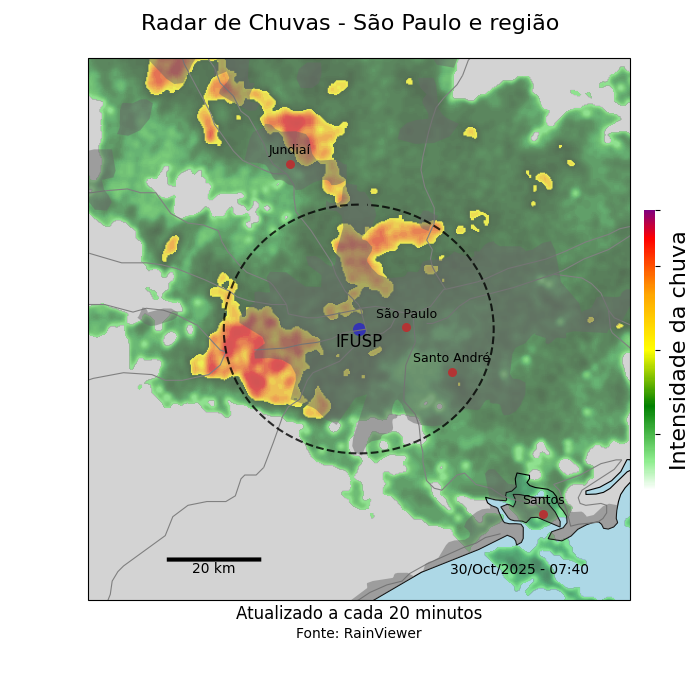 Radar de Chuvas - São Paulo e região
Jundiaí
São Paulo
IFUSP
Santo André
Santos
20 km
30/Oct/2025 - 07:40
Intensidade da chuva
Atualizado a cada 20 minutos
Fonte: RainViewer